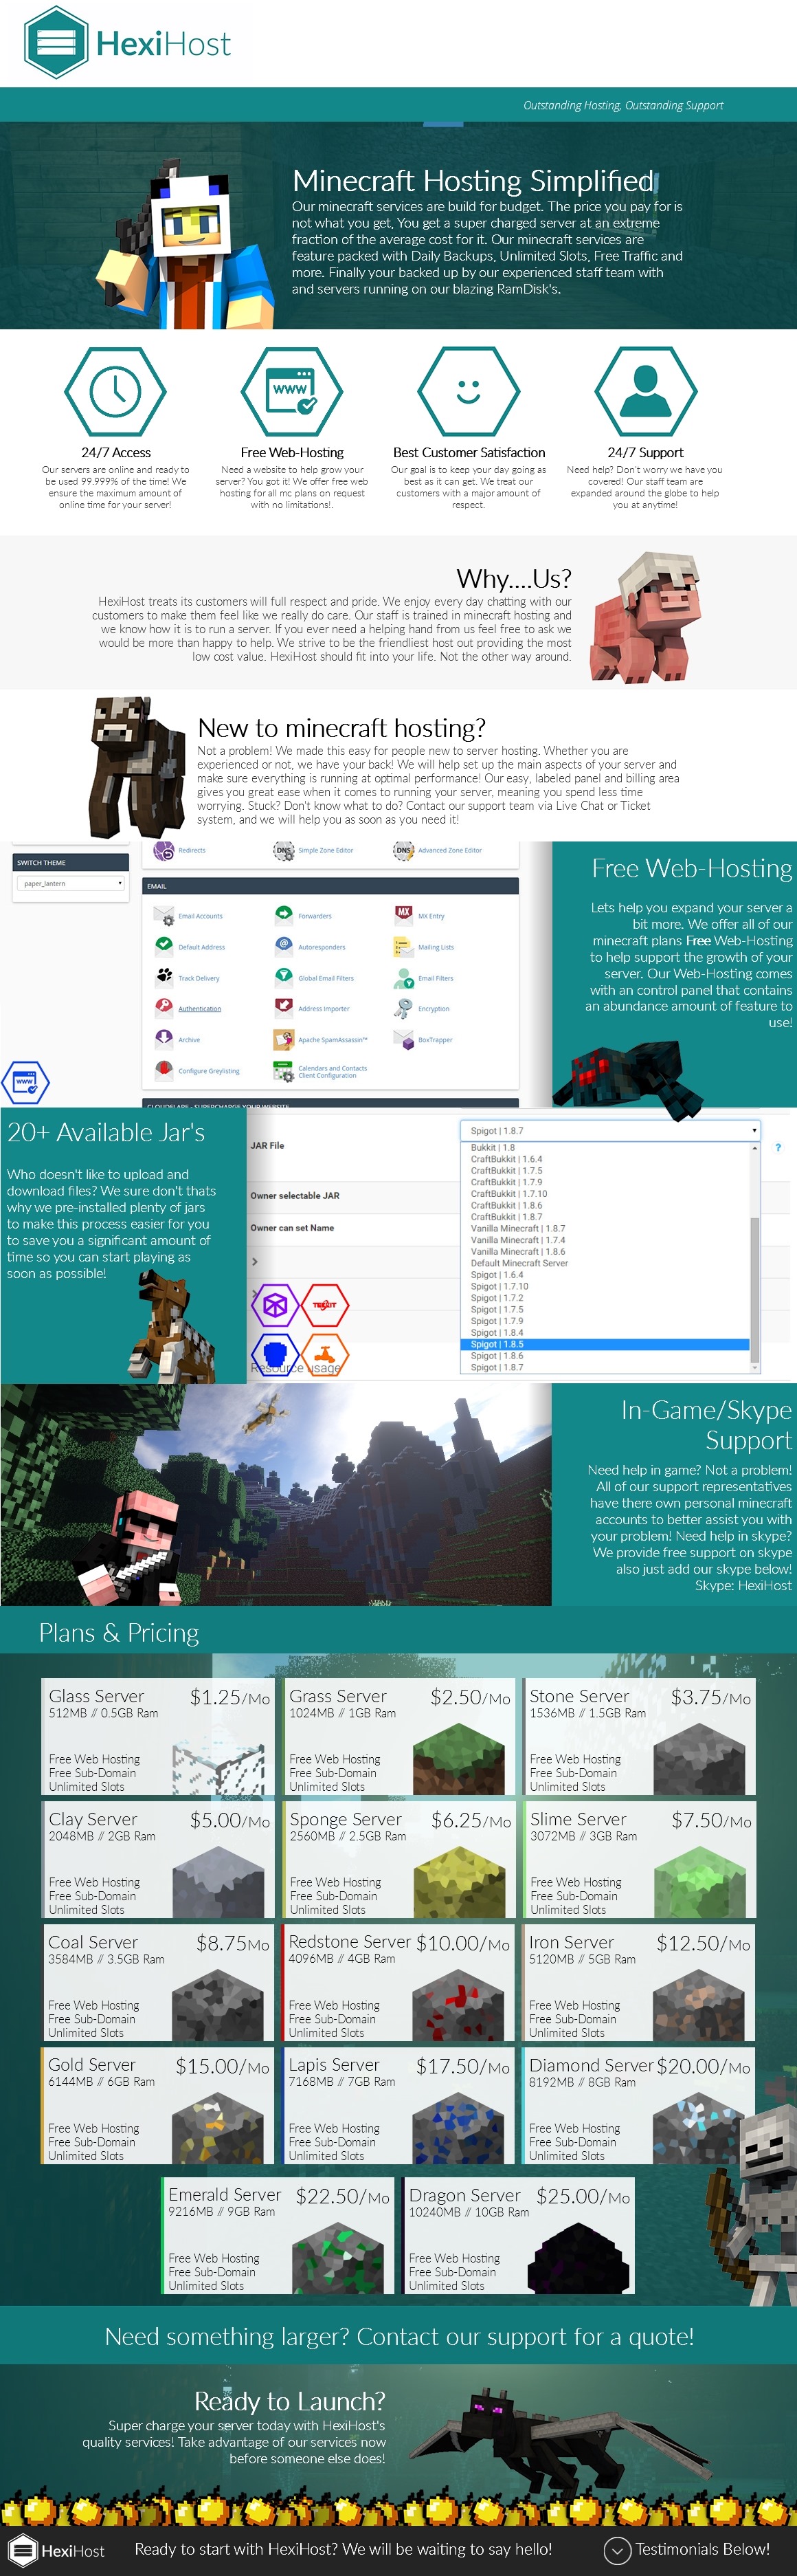 HexiHost
Outstanding Hosting, Outstanding Support
Minecraft Hosting Simplified
Our minecraft services are build for budget. The price you pay for is
not what you get, You get a super charged server at an extreme
fraction of the average cost for it. Our minecraft services are
feature packed with Daily Backups, Unlimited Slots, Free Traffic and
more. Finally your backed up by our experienced staff team with
and servers running on our blazing RamDisk's.
WWW
24/7 Access
Our servers are online and ready to
be used 99.999% of the time! We
ensure the maximum amount of
online time for your server!
Free Web-Hosting
Need a website to help grow your
server? You got it! We offer free web
hosting for all mc plans on request
with no limitations!.
Best Customer Satisfaction
Our goal is to keep your day going as
best as it can get. We treat our
customers with a major amount of
respect.
24/7 Support
Need help? Don't worry we have you
covered! Our staff team are
expanded around the globe to help
you at anytime!
Why....Us?
HexiHost treats its customers will full respect and pride. We enjoy every day chatting with our
customers to make them feel like we really do care. Our staff is trained in minecraft hosting and
we know how it is to run a server. If you ever need a helping hand from us feel free to ask we
would be more than happy to help. We strive to be the friendliest host out providing the most
low cost value. HexiHost should fit into your life. Not the other way around.
New to minecraft hosting?
Not a problem! We made this easy for people new to server hosting. Whether you are
experienced or not, we have your back! We will help set up the main aspects of your server and
make sure everything is running at optimal performance! Our easy, labeled panel and billing area
gives you great ease when it comes to running your server, meaning you spend less time
worrying. Stuck? Don't know what to do? Contact our support team via Live Chat or Ticket
system, and we will help you as soon as you need it!
SWITCH THEME
paper_lantern
Redirects
DNS
Simple Zone Editor
DNS
Advanced Zone Editor
EMAIL
Email Accounts
Forwarders
MX
MX Entry
Default Address
Autoresponders
Mailing Lists
Track Delivery
Global Email Filters
Email Filters
Authentication
Address Importer
Encryption
Archive
Apache SpamAssassin™
BoxTrapper
Configure Greylisting
Calendars and Contacts
Client Configuration
CLOUDFLARE - SUPERCHARGE YOUR WEBSITE
WWW
Free Web-Hosting
Lets help you expand your server a
bit more. We offer all of our
minecraft plans Free Web-Hosting
to help support the growth of your
server. Our Web-Hosting comes
with an control panel that contains
an abundance amount of feature to
use!
20+ Available Jar's
Who doesn't like to upload and
download files? We sure don't thats
why we pre-installed plenty of jars
to make this process easier for you
to save you a significant amount of
time so you can start playing as
soon as possible!
JAR File
Owner selectable JAR
Owner can set Name
TEKKIT
Resource usage
Spigot | 1.8.7
?
Bukkit | 1.8
CraftBukkit | 1.6.4
CraftBukkit | 1.7.5
CraftBukkit | 1.7.9
CraftBukkit | 1.7.10
CraftBukkit | 1.8.6
CraftBukkit | 1.8.7
Vanilla Minecraft | 1.8.7
Vanilla Minecraft | 1.7.4
Vanilla Minecraft | 1.8.6
Default Minecraft Server
Spigot | 1.6.4
Spigot | 1.7.10
Spigot | 1.7.2
Spigot | 1.7.5
Spigot | 1.7.9
Spigot | 1.8.4
Spigot | 1.8.5
Spigot | 1.8.6
Spigot | 1.8.7
In-Game/Skype
Support
Need help in game? Not a problem!
All of our support representatives
have there own personal minecraft
accounts to better assist you with
your problem! Need help in skype?
We provide free support on skype
also just add our skype below!
Skype: HexiHost
Plans & Pricing
Glass Server $1.25/Mo
512MB // 0.5GB Ram
Free Web Hosting
Free Sub-Domain
Unlimited Slots
Grass Server $2.50/Mo
1024MB // 1GB Ram
Free Web Hosting
Free Sub-Domain
Unlimited Slots
Stone Server $3.75/Mo
1536MB // 1.5GB Ram
Free Web Hosting
Free Sub-Domain
Unlimited Slots
Clay Server $5.00/Mo
2048MB // 2GB Ram
Free Web Hosting
Free Sub-Domain
Unlimited Slots
Sponge Server $6.25/Mo
2560MB // 2.5GB Ram
Free Web Hosting
Free Sub-Domain
Unlimited Slots
Slime Server $7.50/Mo
3072MB // 3GB Ram
Free Web Hosting
Free Sub-Domain
Unlimited Slots
Coal Server $8.75Mo
3584MB // 3.5GB Ram
Free Web Hosting
Free Sub-Domain
Unlimited Slots
Redstone Server $10.00/Mo
4096MB // 4GB Ram
Free Web Hosting
Free Sub-Domain
Unlimited Slots
Iron Server $12.50/Mo
5120MB // 5GB Ram
Free Web Hosting
Free Sub-Domain
Unlimited Slots
Gold Server $15.00/Mo
6144MB // 6GB Ram
Free Web Hosting
Free Sub-Domain
Unlimited Slots
Lapis Server $17.50/Mo
7168MB // 7GB Ram
Free Web Hosting
Free Sub-Domain
Unlimited Slots
Diamond Server $20.00/Mo
8192MB // 8GB Ram
Free Web Hosting
Free Sub-Domain
Unlimited Slots
Emerald Server $22.50/Mo
9216MB // 9GB Ram
Free Web Hosting
Free Sub-Domain
Unlimited Slots
Dragon Server $25.00/Mo
10240MB // 10GB Ram
Free Web Hosting
Free Sub-Domain
Unlimited Slots
Need something larger? Contact our support for a quote!
Ready to Launch?
Super charge your server today with HexiHost's
quality services! Take advantage of our services now
before someone else does!
HexiHost
Ready to start with HexiHost? We will be waiting to say hello!
Testimonials Below!